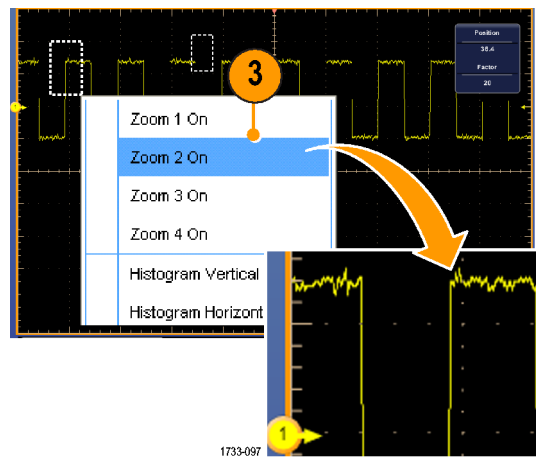 Position
38.4
Factor
20
3
1
Zoom 1 On
Zoom 2 On
Zoom 3 On
Zoom 4 On
Histogram Vertical
Histogram Horizont
1
1733-097